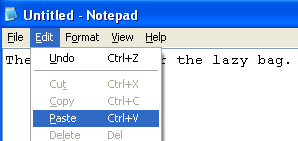 Untitled - Notepad
File Edit Format View Help
The r the lazy bag.
Undo Ctrl+Z
Cut Ctrl+X
Copy Ctrl+C
Paste Ctrl+V
Delete Del